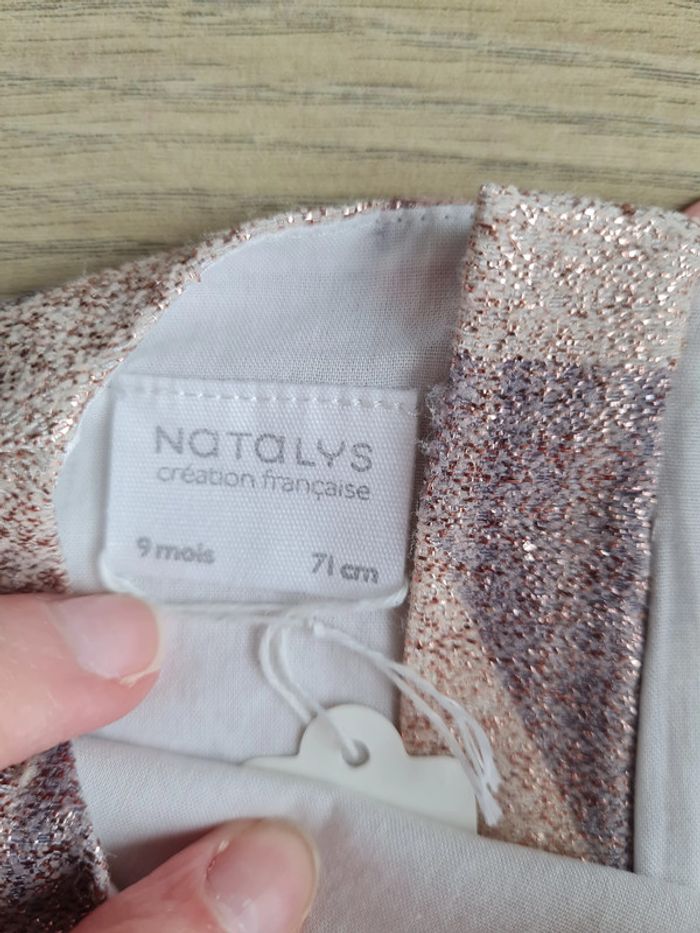 NATALYS
création française
9 mois 71 cm